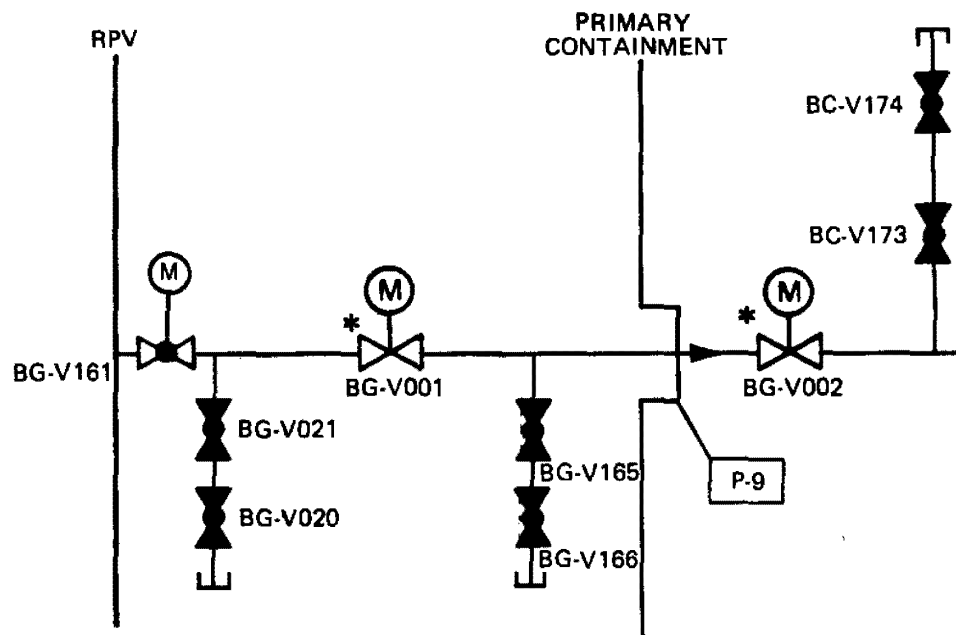 RPV
PRIMARY
CONTAINMENT
BC-V174
BC-V173
M
M
M
*
*
BG-V161
BG-V001
BG-V002
BG-V021
BG-V165
P-9
BG-V020
BG-V166